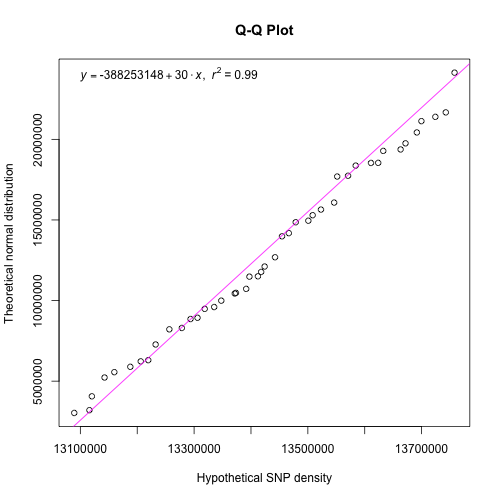 Q-Q Plot
y = -388253148 + 30 · x, r² = 0.99
Theoretical normal distribution
20000000
15000000
10000000
5000000
13100000 13300000 13500000 13700000
Hypothetical SNP density